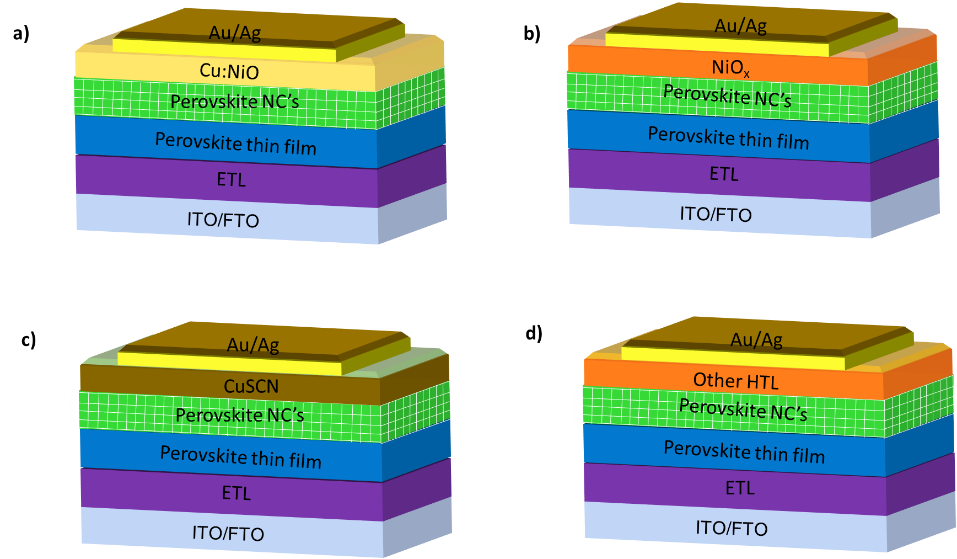 a)
Au/Ag
Cu:NiO
Perovskite NC's
Perovskite thin film
ETL
ITO/FTO
b)
Au/Ag
NiOₓ
Perovskite NC's
Perovskite thin film
ETL
ITO/FTO
c)
Au/Ag
CuSCN
Perovskite NC's
Perovskite thin film
ETL
ITO/FTO
d)
Au/Ag
Other HTL
Perovskite NC's
Perovskite thin film
ETL
ITO/FTO